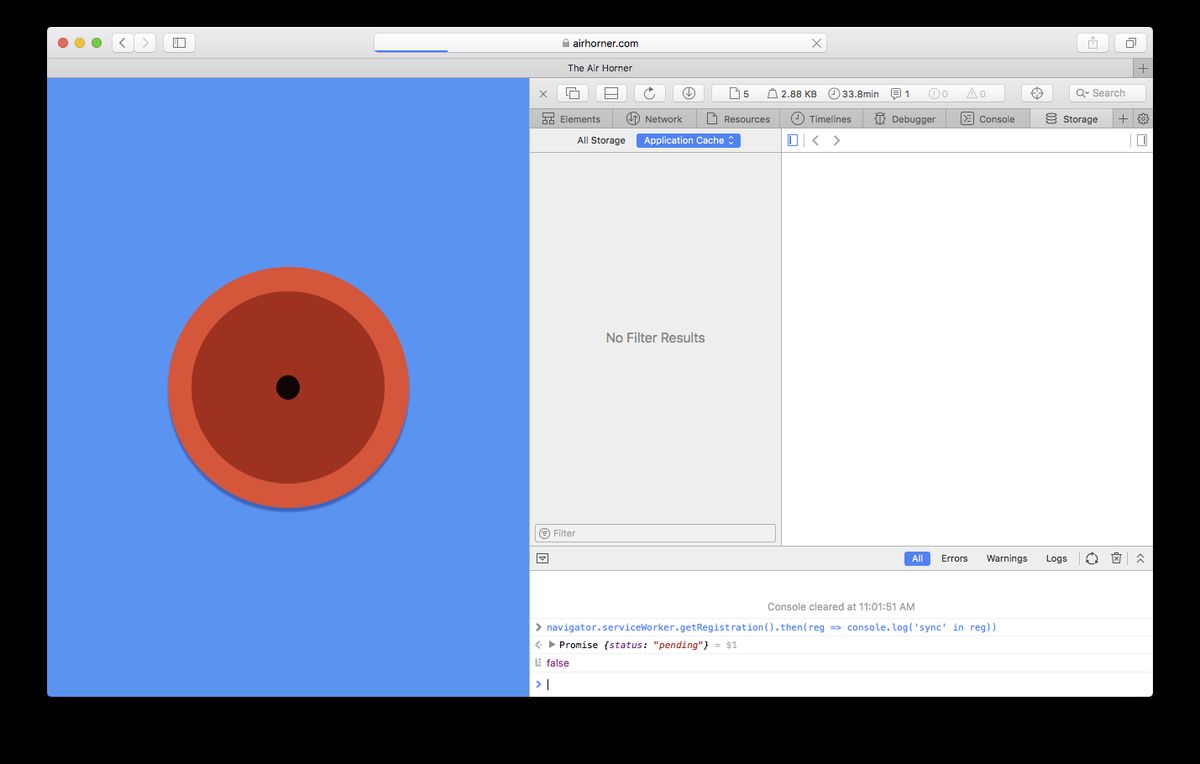 airhorner.com
The Air Horner
5 2.88 KB 33.8min 1 0 0 Search
Elements Network Resources Timelines Debugger Console Storage
All Storage Application Cache
No Filter Results
Filter
All Errors Warnings Logs
Console cleared at 11:01:51 AM
navigator.serviceWorker.getRegistration().then(reg => console.log('sync' in reg))
Promise {status: "pending"} = $1
false